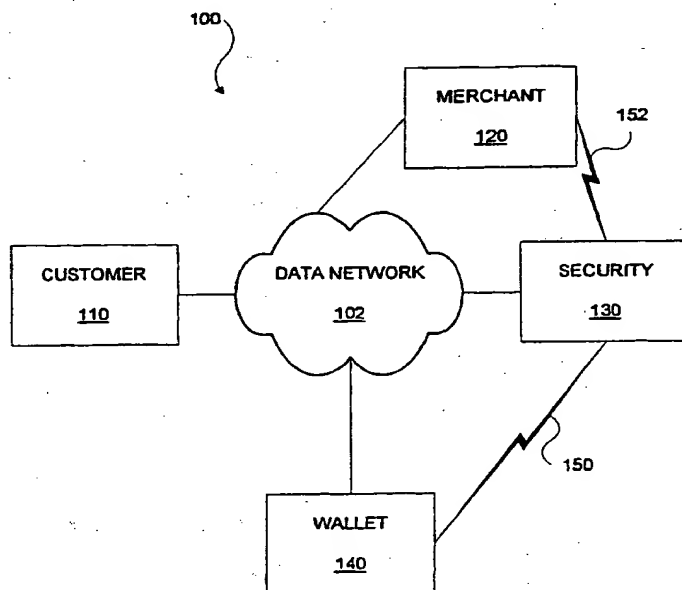 100
MERCHANT
120
152
CUSTOMER
110
DATA NETWORK
102
SECURITY
130
150
WALLET
140